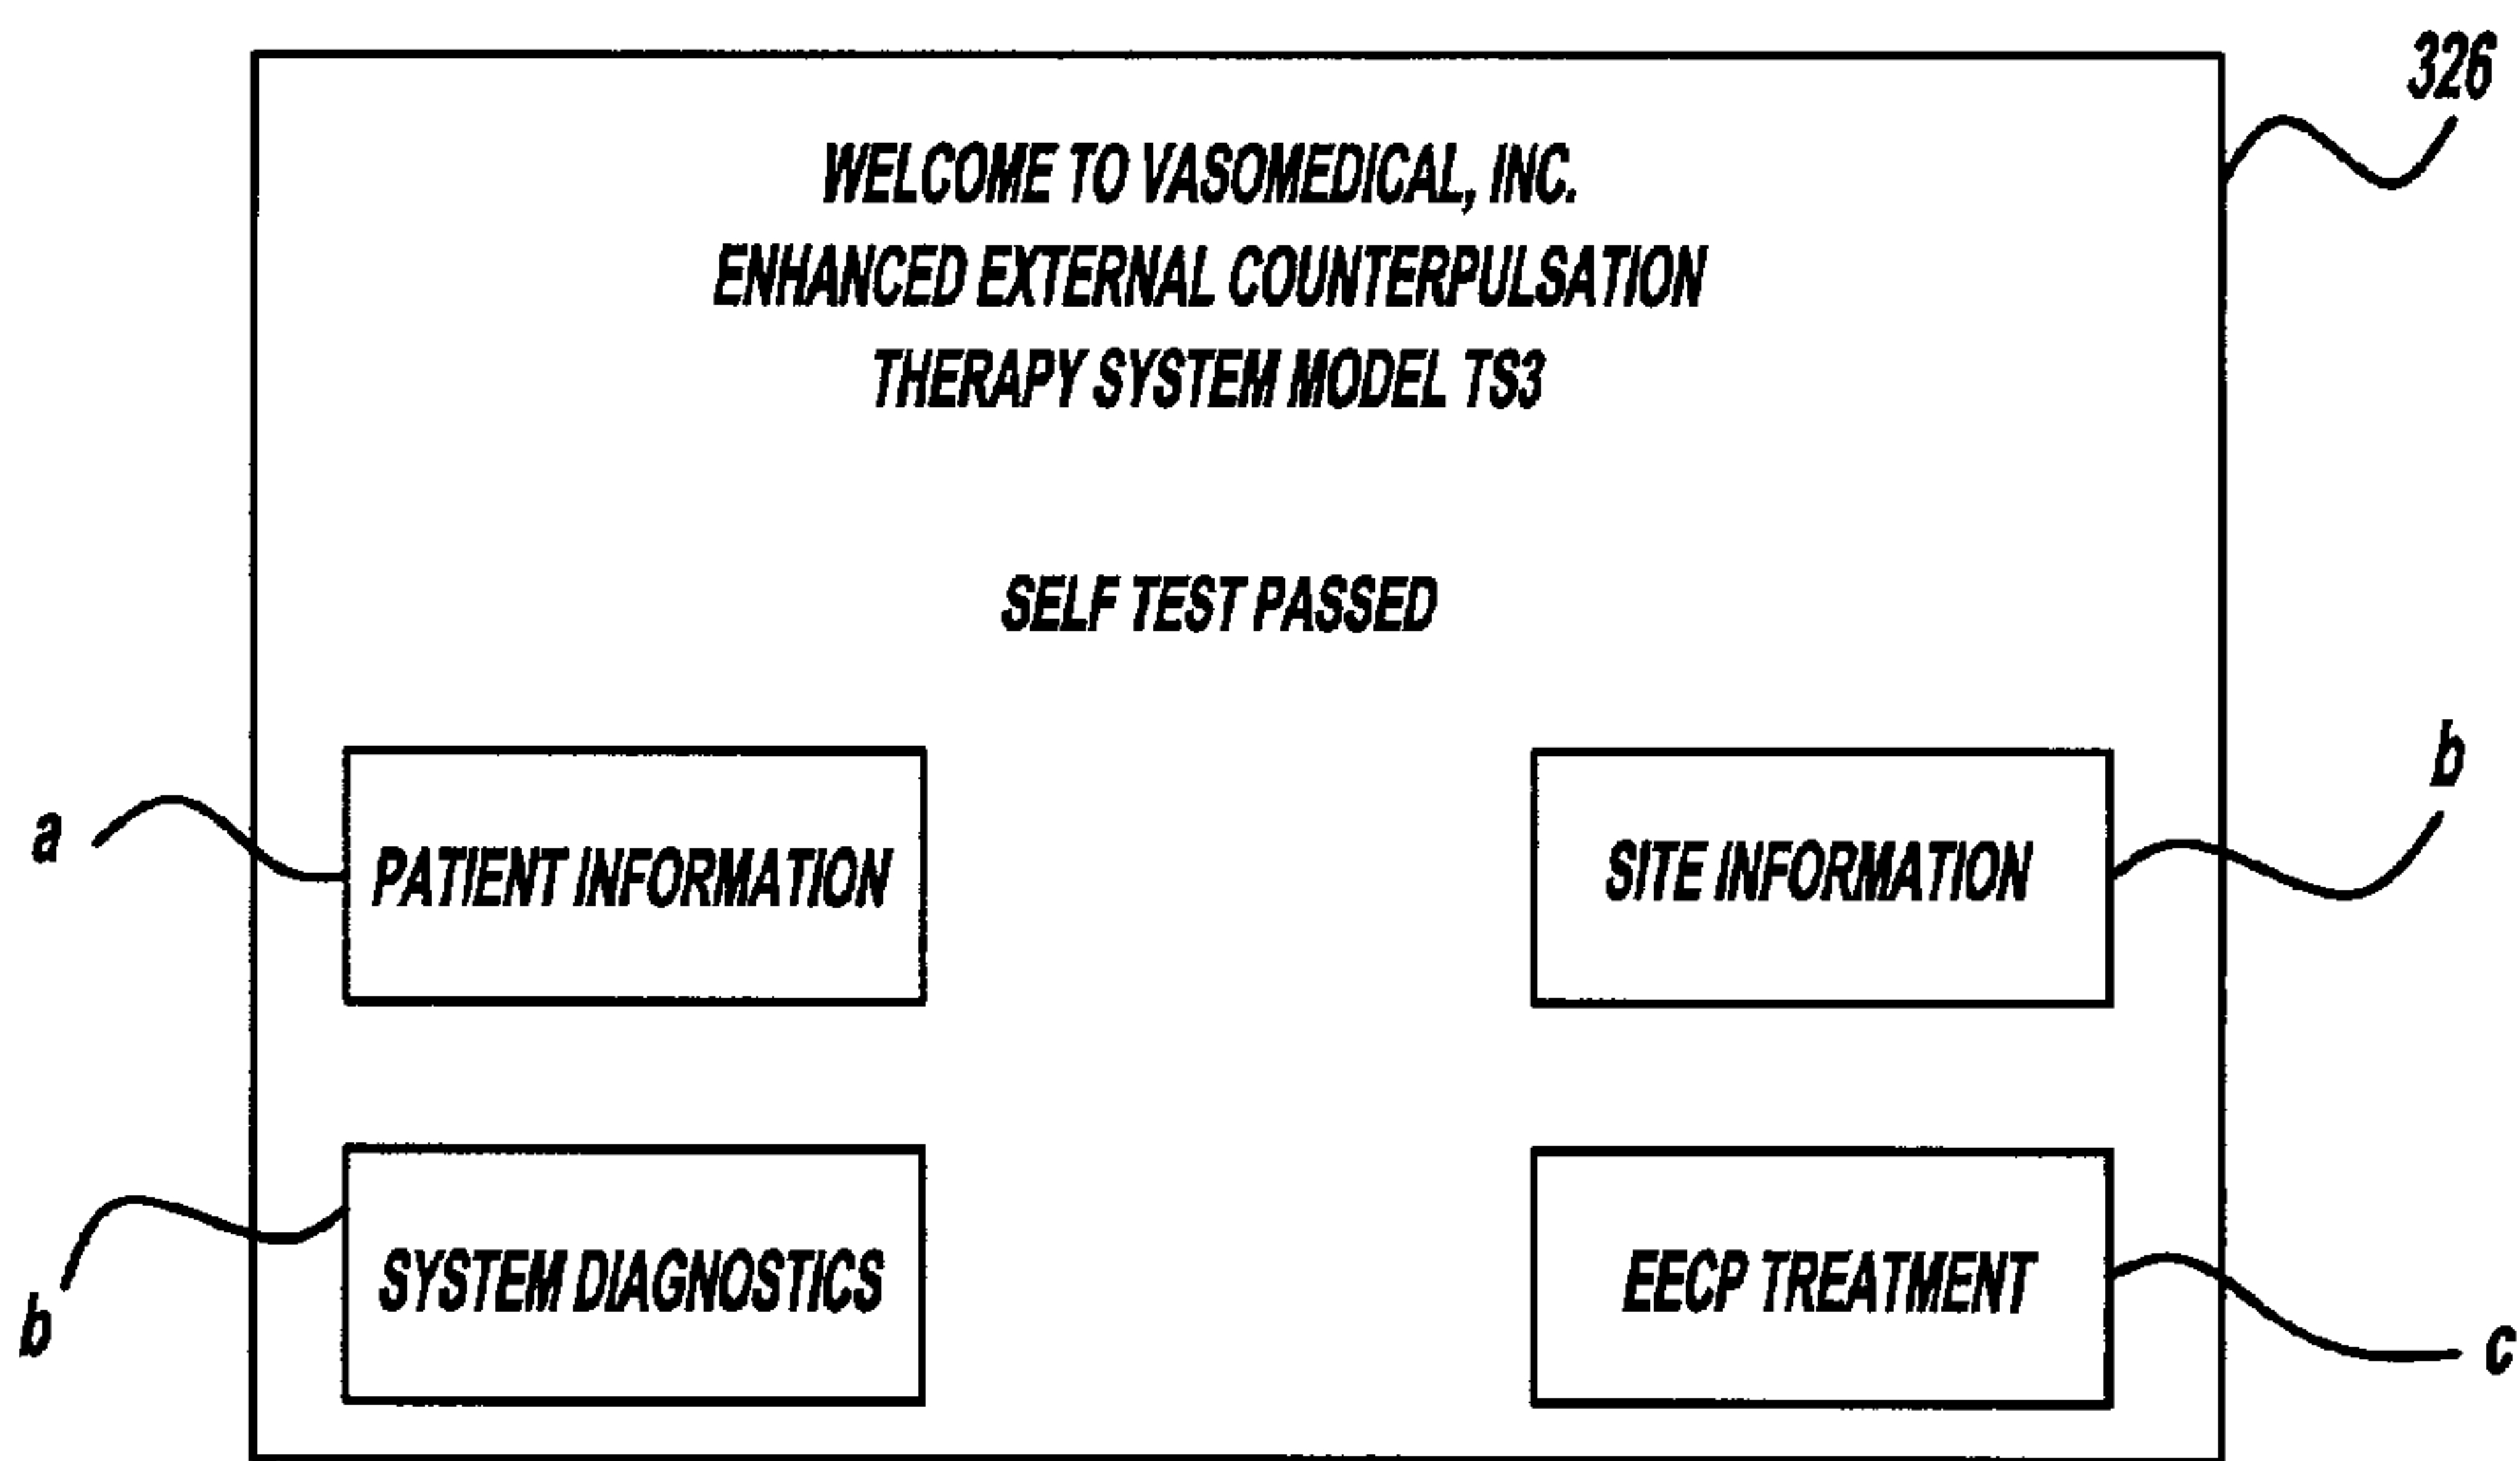 326
WELCOME TO VASOMEDICAL, INC.
ENHANCED EXTERNAL COUNTERPULSATION
THERAPY SYSTEM MODEL TS3
SELF TEST PASSED
a
PATIENT INFORMATION
SITE INFORMATION
b
b
SYSTEM DIAGNOSTICS
EECP TREATMENT
c